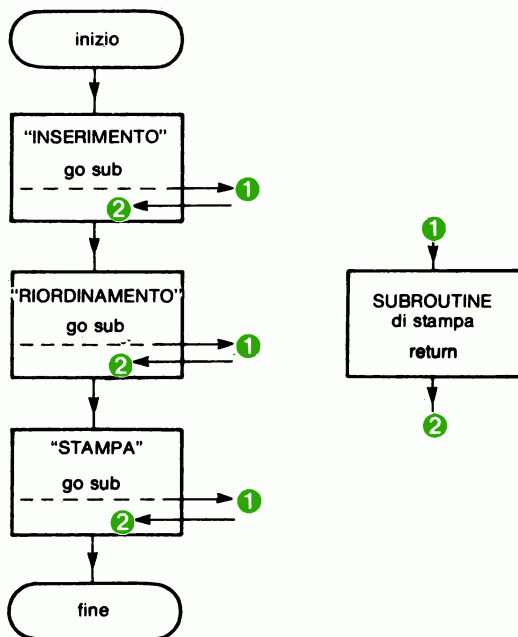 inizio
"INSERIMENTO"
go sub
1
2
"RIORDINAMENTO"
go sub
1
2
"STAMPA"
go sub
1
2
fine
1
SUBROUTINE
di stampa
return
2